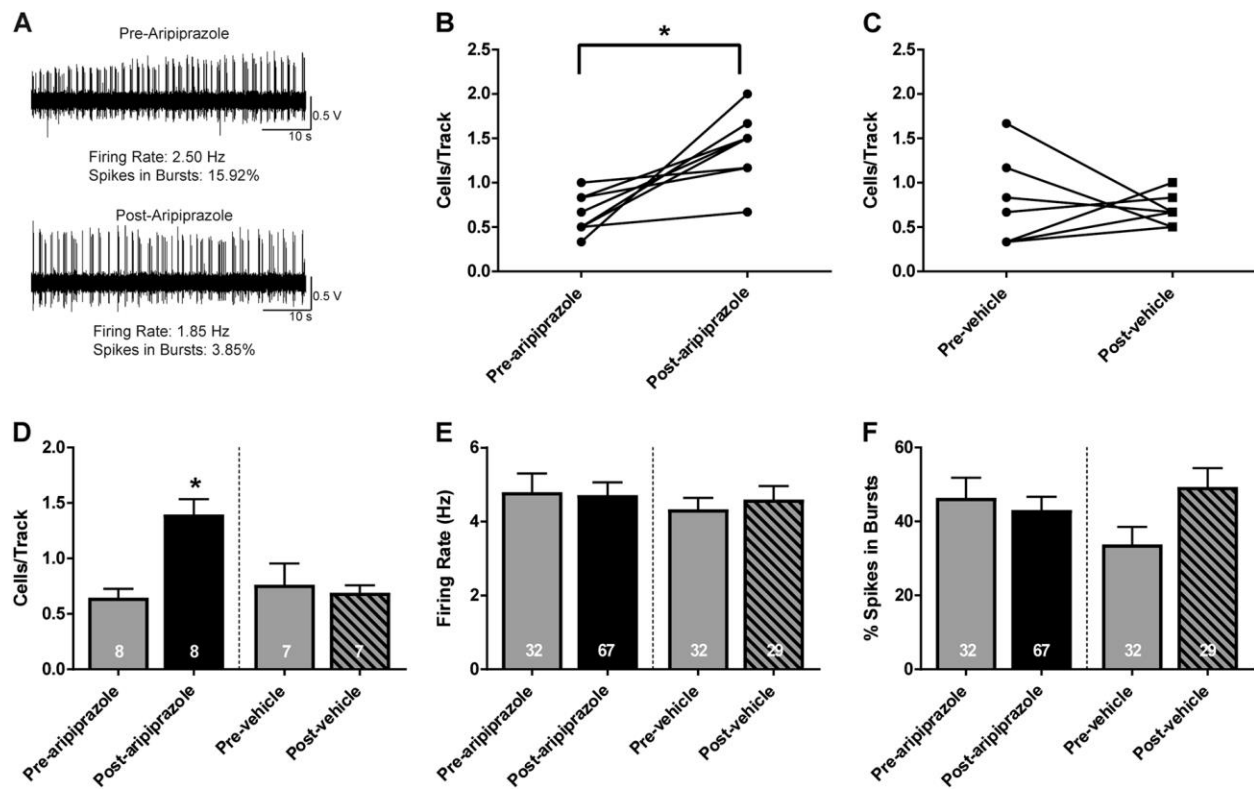 A
Pre-Aripiprazole
0.5 V
10 s
Firing Rate: 2.50 Hz
Spikes in Bursts: 15.92%
Post-Aripiprazole
0.5 V
10 s
Firing Rate: 1.85 Hz
Spikes in Bursts: 3.85%
B
*
Cells/Track
2.5
2.0
1.5
1.0
0.5
0.0
Pre-aripiprazole
Post-aripiprazole
C
Cells/Track
2.5
2.0
1.5
1.0
0.5
0.0
Pre-vehicle
Post-vehicle
D
Cells/Track
2.0
1.5
1.0
0.5
0.0
*
8
8
7
7
Pre-aripiprazole
Post-aripiprazole
Pre-vehicle
Post-vehicle
E
Firing Rate (Hz)
6
4
2
0
32
67
32
29
Pre-aripiprazole
Post-aripiprazole
Pre-vehicle
Post-vehicle
F
% Spikes in Bursts
60
40
20
0
32
67
32
29
Pre-aripiprazole
Post-aripiprazole
Pre-vehicle
Post-vehicle